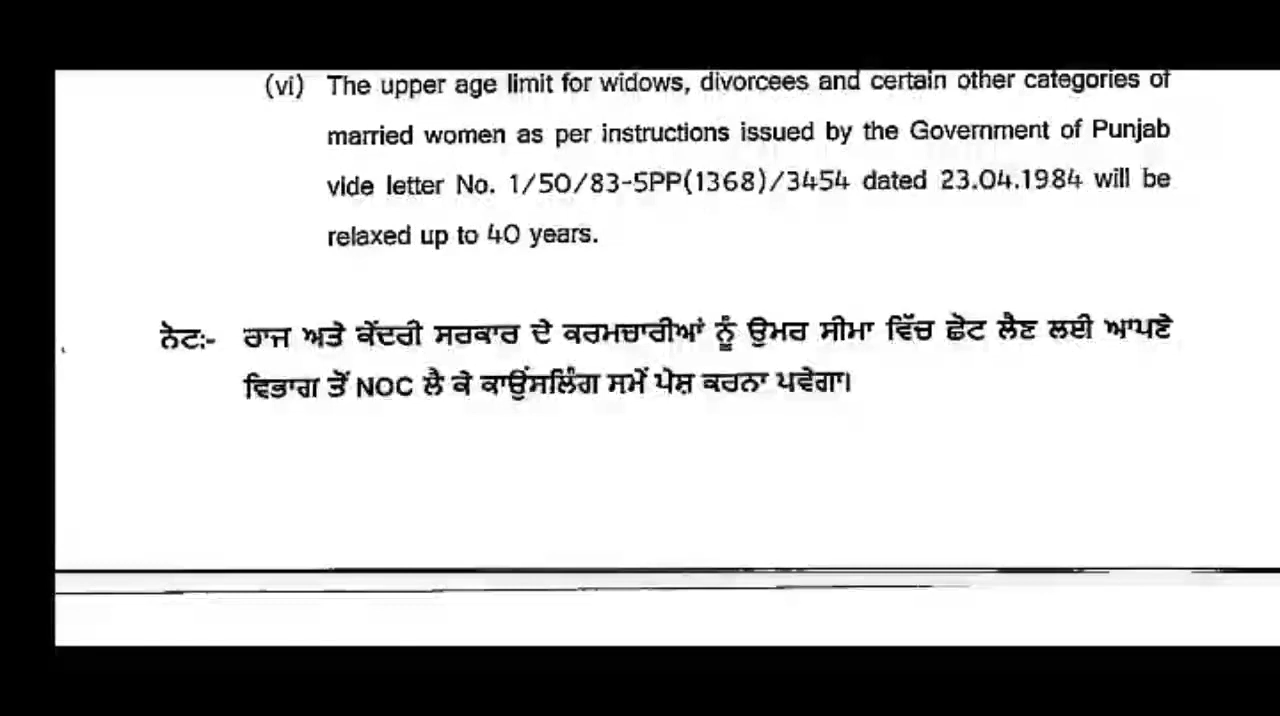 (vi) The upper age limit for widows, divorcees and certain other categories of
married women as per instructions issued by the Government of Punjab
vide letter No. 1/50/83-5PP(1368)/3454 dated 23.04.1984 will be
relaxed up to 40 years.
ਨੋਟ:- ਰਾਜ ਅਤੇ ਕੇਂਦਰੀ ਸਰਕਾਰ ਦੇ ਕਰਮਚਾਰੀਆਂ ਨੂੰ ਉਮਰ ਸੀਮਾ ਵਿੱਚ ਛੋਟ ਲੈਣ ਲਈ ਆਪਣੇ
ਵਿਭਾਗ ਤੋਂ NOC ਲੈ ਕੇ ਕਾਉਂਸਲਿੰਗ ਸਮੇਂ ਪੇਸ਼ ਕਰਨਾ ਪਵੇਗਾ।